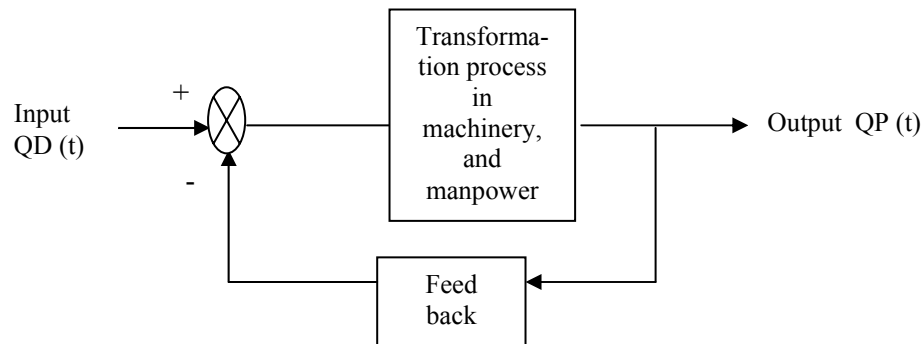 Transforma-
tion process
in
machinery,
and
manpower
+
Input
QD (t)
Output QP (t)
-
Feed
back